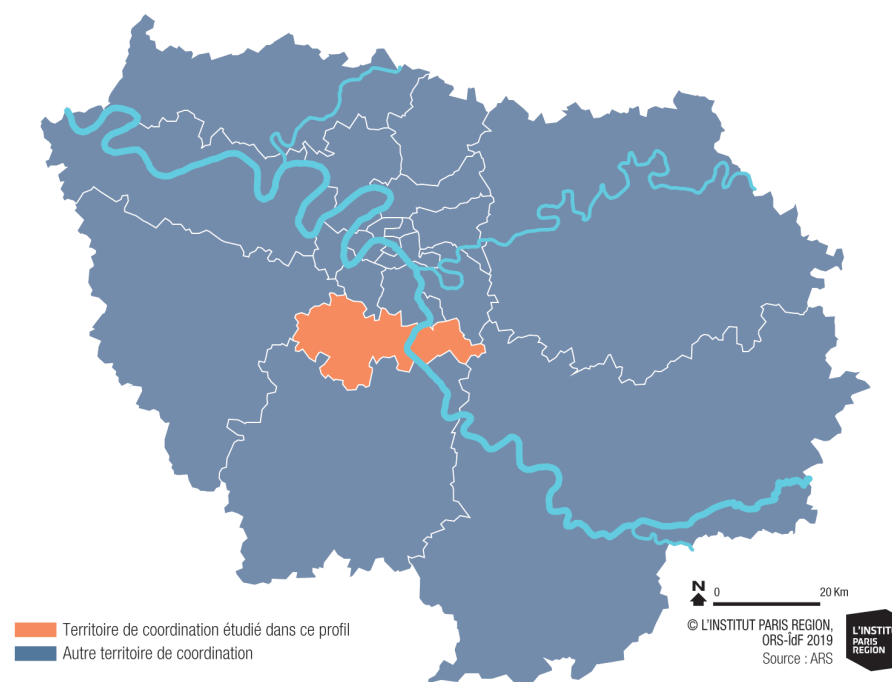 N
0 20 Km
Territoire de coordination étudié dans ce profil
Autre territoire de coordination
© L'INSTITUT PARIS REGION,
ORS-ÎdF 2019
Source : ARS
L'INSTIT
PARIS
REGION